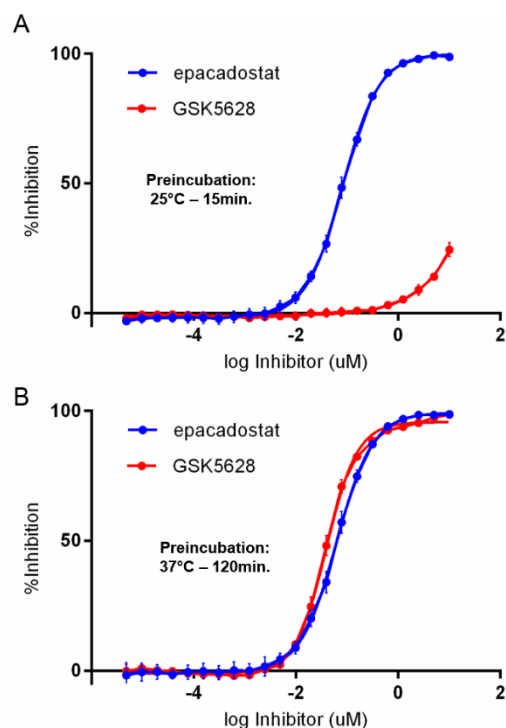 A
100
epacadostat
GSK5628
Preincubation:
25°C – 15min.
50
%Inhibition
0
-4
-2
0
2
log Inhibitor (uM)
B
100
epacadostat
GSK5628
Preincubation:
37°C – 120min.
50
%Inhibition
0
-4
-2
0
2
log Inhibitor (uM)